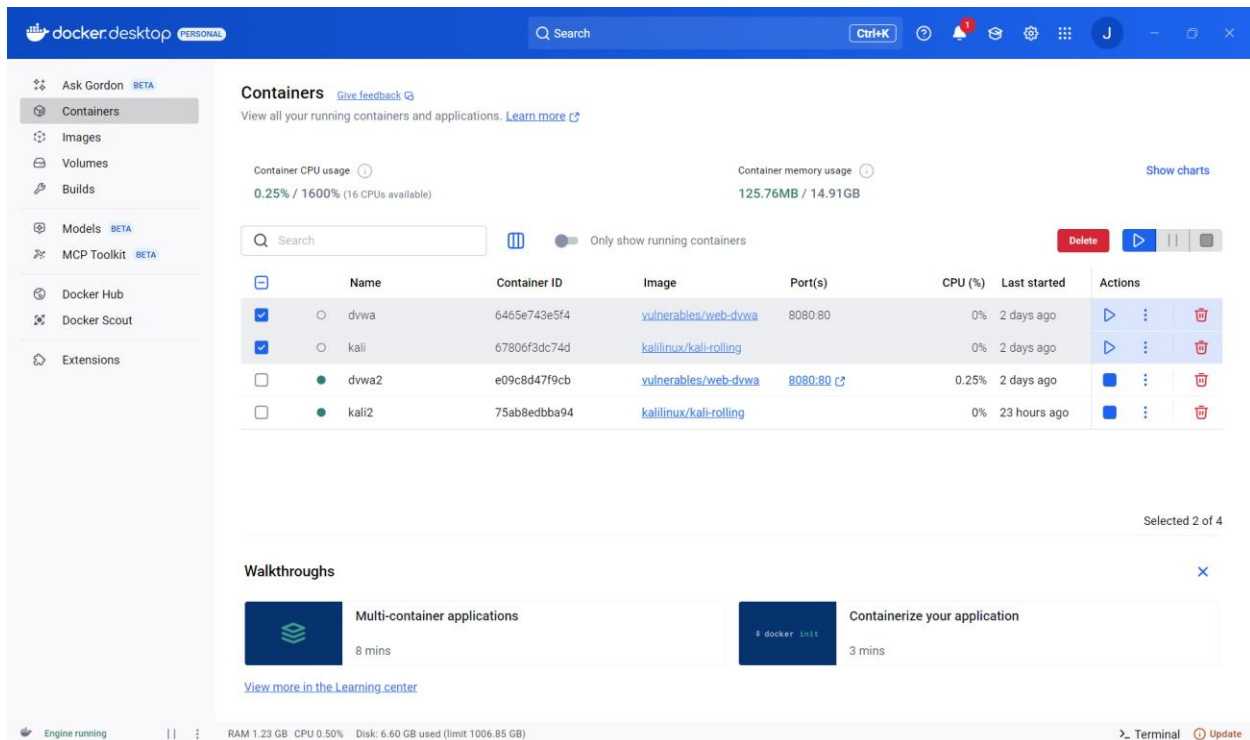 docker.desktop PERSONAL
Search
Ctrl+K
1
J
Ask Gordon BETA
Containers
Images
Volumes
Builds
Models BETA
MCP Toolkit BETA
Docker Hub
Docker Scout
Extensions
Containers Give feedback
View all your running containers and applications. Learn more
Container CPU usage
0.25% / 1600% (16 CPUs available)
Container memory usage
125.76MB / 14.91GB
Show charts
Search
Only show running containers
Delete
Name Container ID Image Port(s) CPU (%) Last started Actions
dvwa 6465e743e5f4 vulnerables/web-dvwa 8080:80 0% 2 days ago
kali 67806f3dc74d kalilinux/kali-rolling 0% 2 days ago
dvwa2 e09c8d47f9cb vulnerables/web-dvwa 8080:80 0.25% 2 days ago
kali2 75ab8edbba94 kalilinux/kali-rolling 0% 23 hours ago
Selected 2 of 4
Walkthroughs
Multi-container applications
8 mins
$ docker init
Containerize your application
3 mins
View more in the Learning center
Engine running
RAM 1.23 GB CPU 0.50% Disk: 6.60 GB used (limit 1006.85 GB)
>_ Terminal
Update